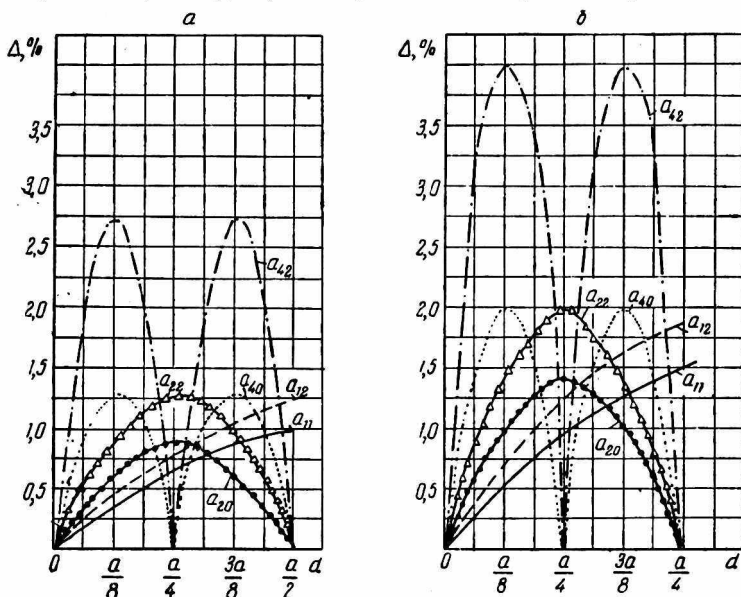 а
Δ,%
3,5
3,0
2,5
2,0
1,5
1,0
0,5
0
a/8
a/4
3a/8
a/2
d
a₄₂
a₂₂
a₄₀
a₁₂
a₁₁
a₂₀
б
Δ,%
3,5
3,0
2,5
2,0
1,5
1,0
0,5
0
a/8
a/4
3a/8
a/4
d
a₄₂
a₂₂
a₄₀
a₁₂
a₁₁
a₂₀